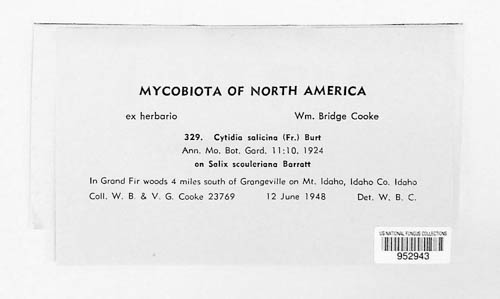 MYCOBIOTA OF NORTH AMERICA
ex herbario Wm. Bridge Cooke
329. Cytidia salicina (Fr.) Burt
Ann. Mo. Bot. Gard. 11:10, 1924
on Salix scouleriana Barratt
In Grand Fir woods 4 miles south of Grangeville on Mt. Idaho, Idaho Co. Idaho
Coll. W. B. & V. G. Cooke 23769 12 June 1948 Det. W. B. C.
US NATIONAL FUNGUS COLLECTIONS
952943